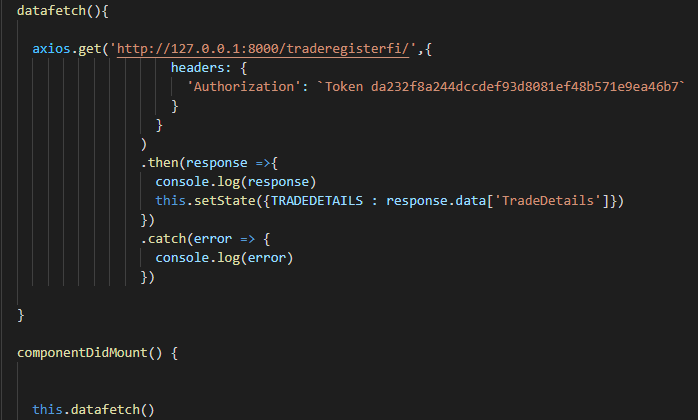 datafetch(){
axios.get('http://127.0.0.1:8000/traderegisterfi/',{
headers: {
'Authorization': `Token da232f8a244dccdef93d8081ef48b571e9ea46b7`
}
}
)
.then(response =>{
console.log(response)
this.setState({TRADEDETAILS : response.data['TradeDetails']})
})
.catch(error => {
console.log(error)
})
}
componentDidMount() {
this.datafetch()